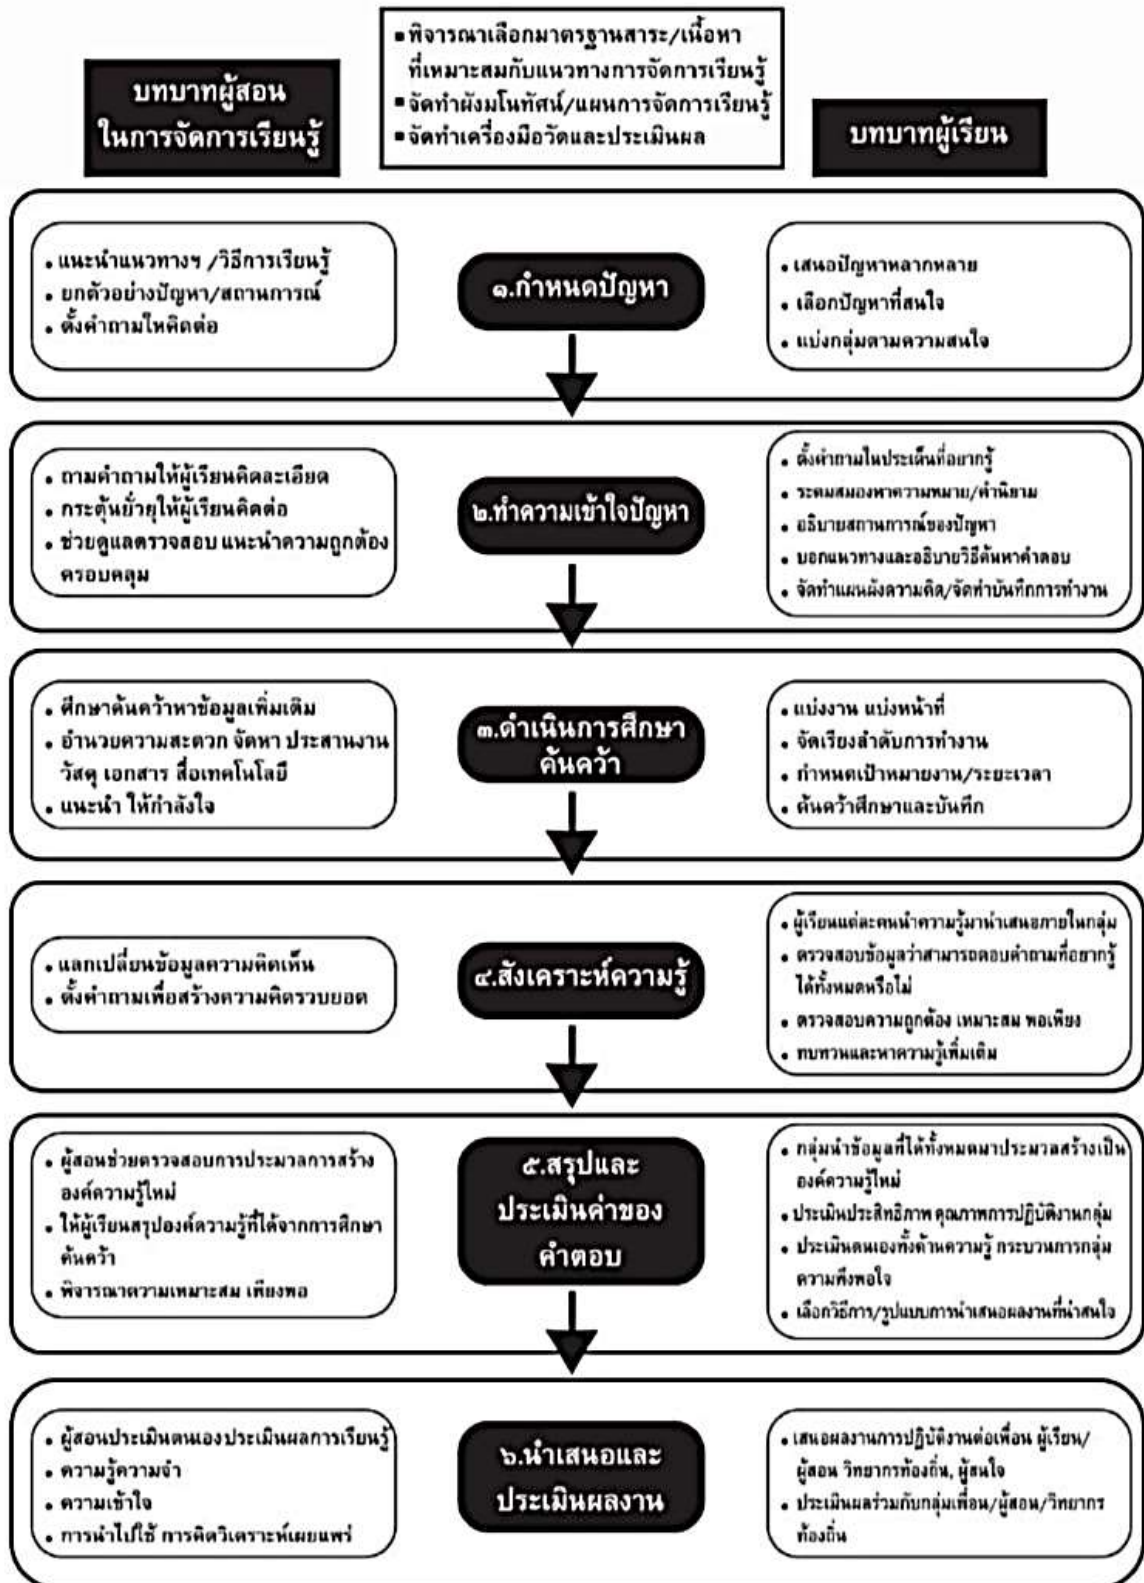 บทบาทผู้สอน
ในการจัดการเรียนรู้
▪ พิจารณาเลือกมาตรฐานสาระ/เนื้อหา
ที่เหมาะสมกับแนวทางการจัดการเรียนรู้
▪ จัดทำผังมโนทัศน์/แผนการจัดการเรียนรู้
▪ จัดทำเครื่องมือวัดและประเมินผล
บทบาทผู้เรียน
• แนะนำแนวทางฯ /วิธีการเรียนรู้
• ยกตัวอย่างปัญหา/สถานการณ์
• ตั้งคำถามให้คิดต่อ
๑.กำหนดปัญหา
• เสนอปัญหาหลากหลาย
• เลือกปัญหาที่สนใจ
• แบ่งกลุ่มตามความสนใจ
• ถามคำถามให้ผู้เรียนคิดละเอียด
• กระตุ้นยั่วยุให้ผู้เรียนคิดต่อ
• ช่วยดูแลตรวจสอบ แนะนำความถูกต้อง
ครอบคลุม
๒.ทำความเข้าใจปัญหา
• ตั้งคำถามในประเด็นที่อยากรู้
• ระดมสมองหาความหมาย/คำนิยาม
• อธิบายสถานการณ์ของปัญหา
• บอกแนวทางและอธิบายวิธีค้นหาคำตอบ
• จัดทำแผนผังความคิด/จัดทำบันทึกการทำงาน
• ศึกษาค้นคว้าหาข้อมูลเพิ่มเติม
• อำนวยความสะดวก จัดหา ประสานงาน
วัสดุ เอกสาร สื่อเทคโนโลยี
• แนะนำ ให้กำลังใจ
๓.ดำเนินการศึกษา
ค้นคว้า
• แบ่งงาน แบ่งหน้าที่
• จัดเรียงลำดับการทำงาน
• กำหนดเป้าหมายงาน/ระยะเวลา
• ค้นคว้าศึกษาและบันทึก
• แลกเปลี่ยนข้อมูลความคิดเห็น
• ตั้งคำถามเพื่อสร้างความคิดรวบยอด
๔.สังเคราะห์ความรู้
• ผู้เรียนแต่ละคนนำความรู้มานำเสนอภายในกลุ่ม
• ตรวจสอบข้อมูลว่าสามารถตอบคำถามที่อยากรู้
ได้ทั้งหมดหรือไม่
• ตรวจสอบความถูกต้อง เหมาะสม พอเพียง
• ทบทวนและหาความรู้เพิ่มเติม
• ผู้สอนช่วยตรวจสอบการประมวลการสร้าง
องค์ความรู้ใหม่
• ให้ผู้เรียนสรุปองค์ความรู้ที่ได้จากการศึกษา
ค้นคว้า
• พิจารณาความเหมาะสม เพียงพอ
๕.สรุปและ
ประเมินค่าของ
คำตอบ
• กลุ่มนำข้อมูลที่ได้ทั้งหมดมาประมวลสร้างเป็น
องค์ความรู้ใหม่
• ประเมินประสิทธิภาพ คุณภาพการปฏิบัติงานกลุ่ม
• ประเมินตนเองทั้งด้านความรู้ กระบวนการกลุ่ม
ความพึงพอใจ
• เลือกวิธีการ/รูปแบบการนำเสนอผลงานที่น่าสนใจ
• ผู้สอนประเมินตนเอง ประเมินผลการเรียนรู้
• ความรู้ความจำ
• ความเข้าใจ
• การนำไปใช้ การคิดวิเคราะห์เผยแพร่
๖.นำเสนอและ
ประเมินผลงาน
• เสนอผลงานการปฏิบัติงานต่อเพื่อน ผู้เรียน/
ผู้สอน วิทยากรท้องถิ่น, ผู้สนใจ
• ประเมินผลร่วมกับกลุ่มเพื่อน/ผู้สอน/วิทยากร
ท้องถิ่น